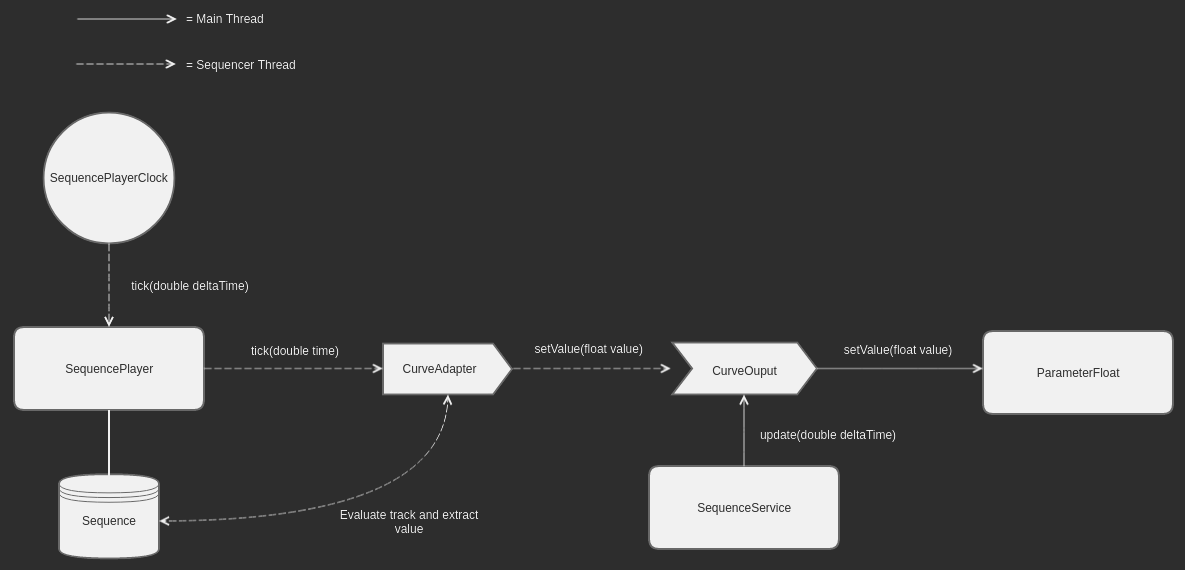 = Main Thread
= Sequencer Thread
SequencePlayerClock
tick(double deltaTime)
SequencePlayer
tick(double time)
CurveAdapter
setValue(float value)
CurveOuput
setValue(float value)
ParameterFloat
update(double deltaTime)
Sequence
Evaluate track and extract
value
SequenceService